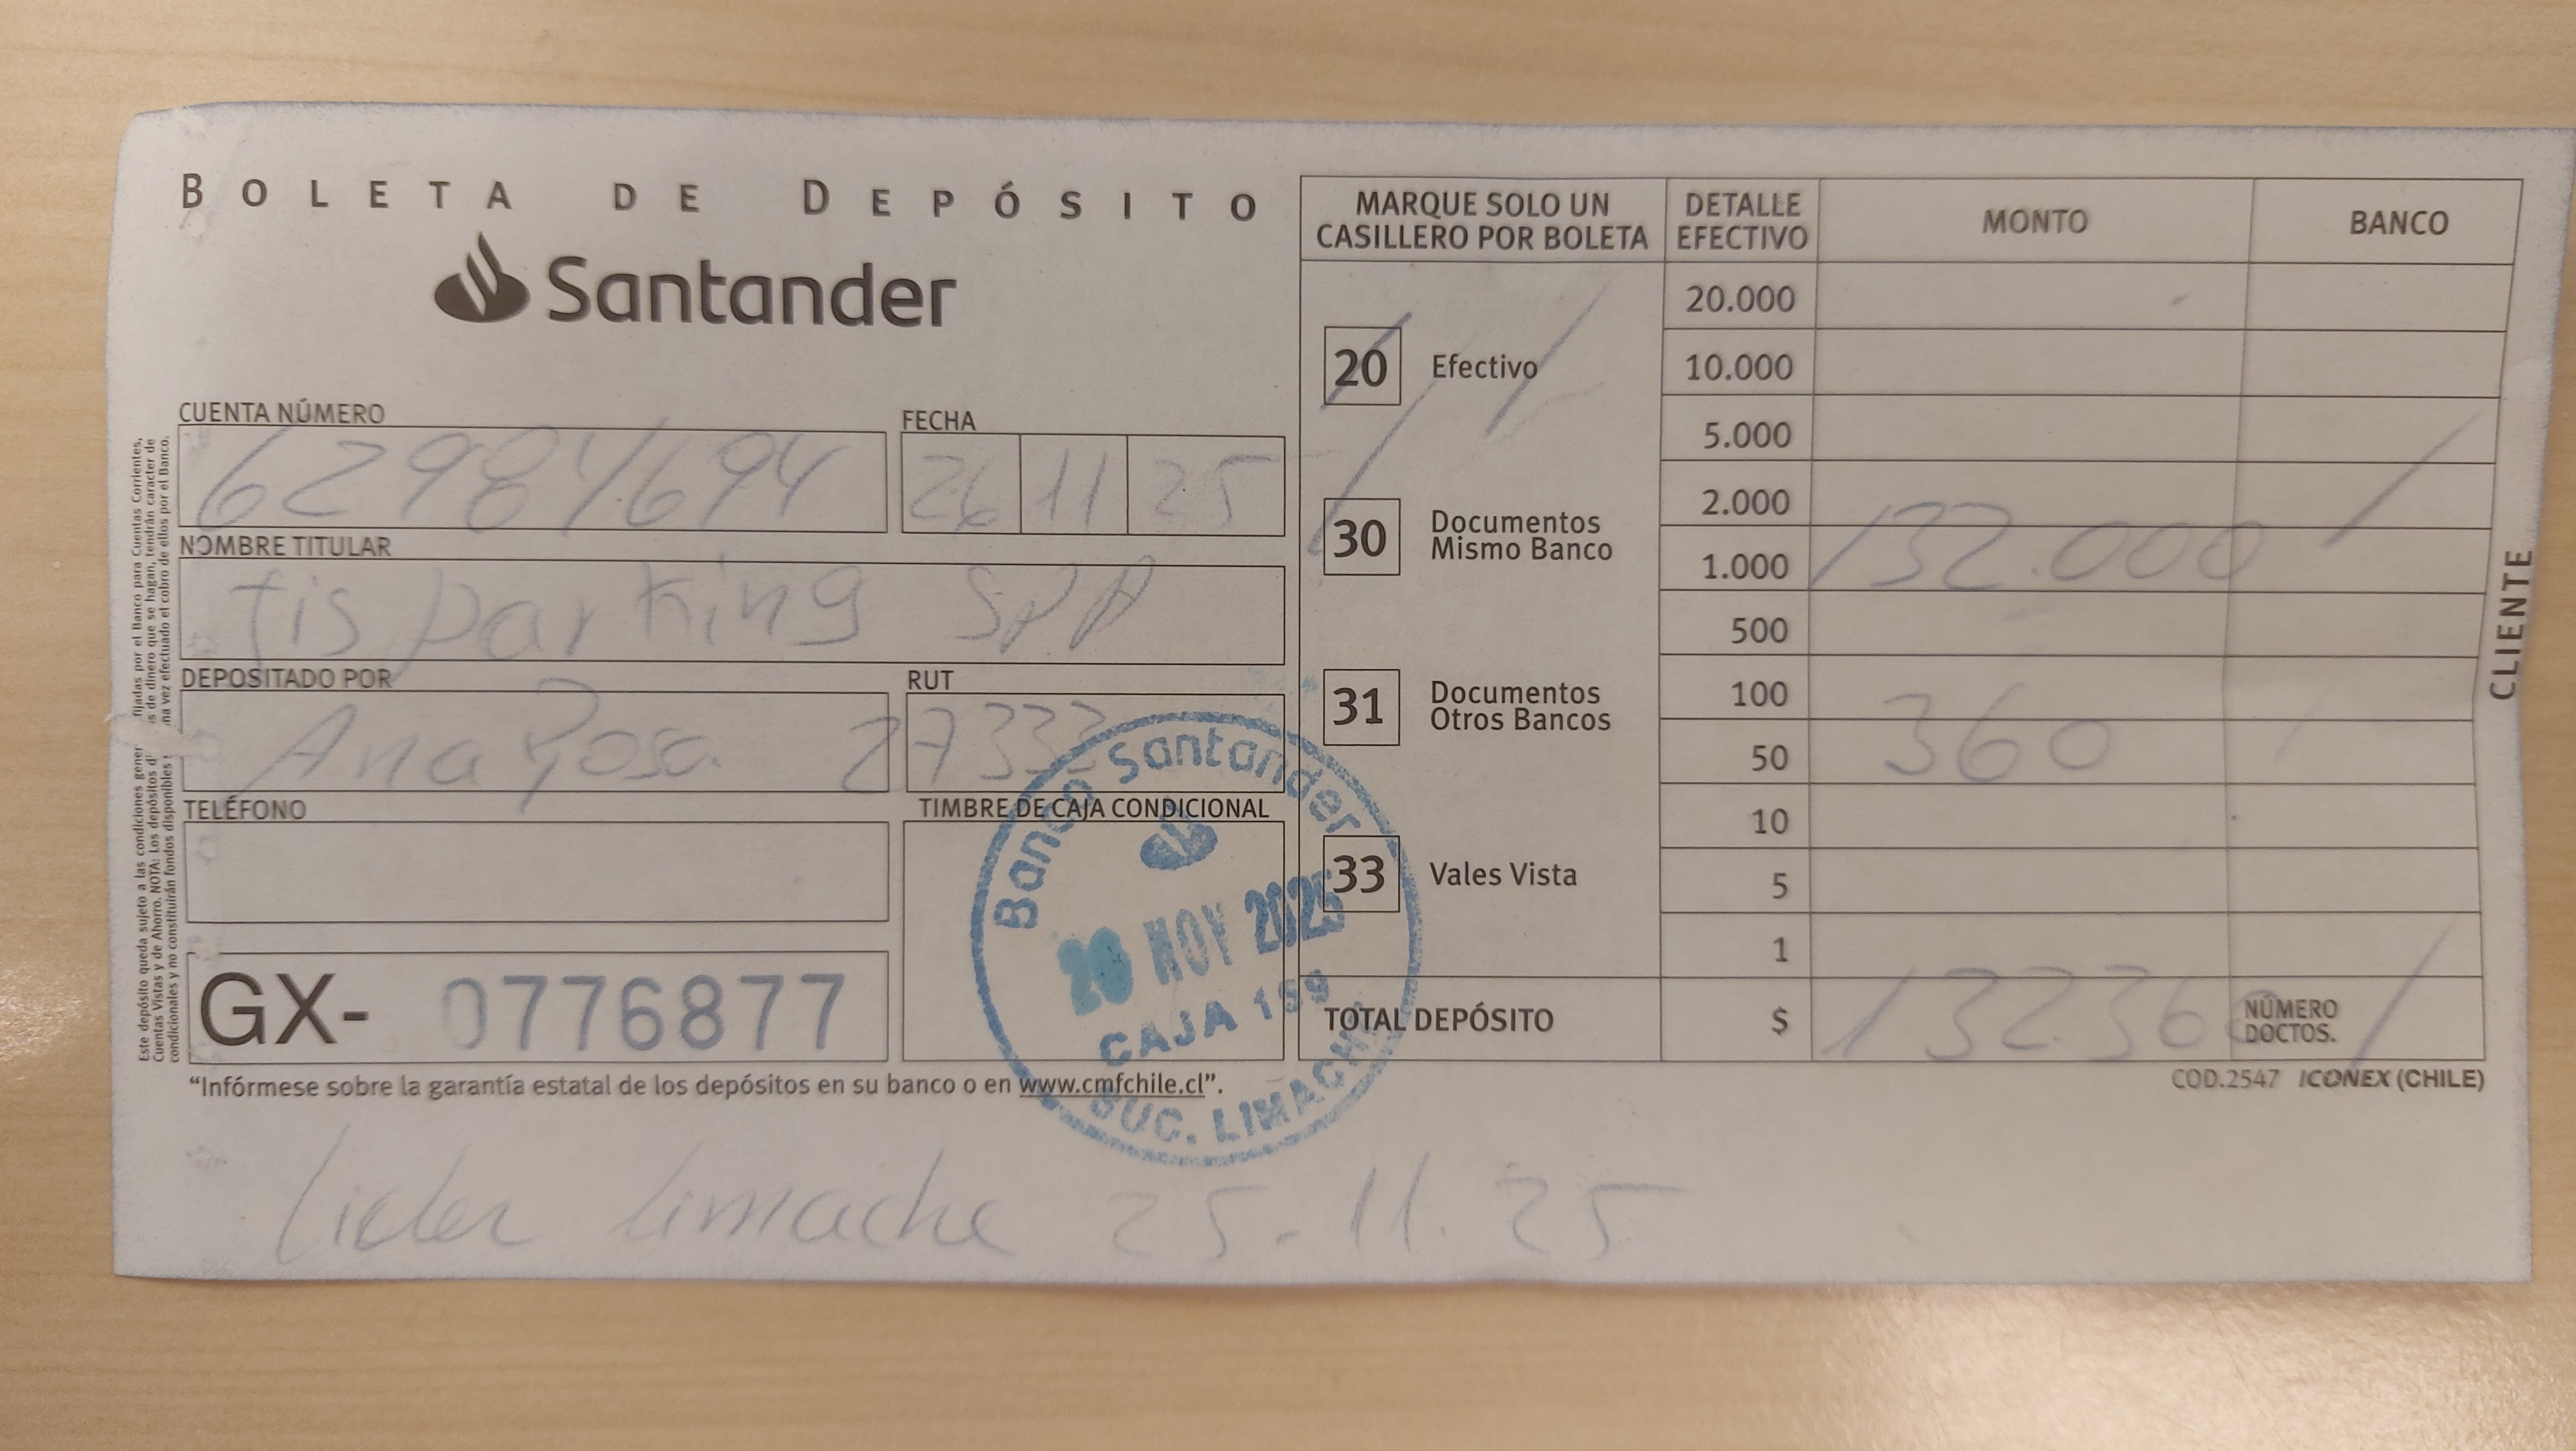 BOLETA DE DEPÓSITO
Santander
CUENTA NÚMERO
62984694
FECHA
26 11 25
NOMBRE TITULAR
tis parking SPA
DEPOSITADO POR
Ana Rosa
RUT
27333
TELÉFONO
TIMBRE DE CAJA CONDICIONAL
GX- 0776877
"Infórmese sobre la garantía estatal de los depósitos en su banco o en www.cmfchile.cl".
Banco Santander
26 NOV 2025
CAJA 159
SUC. LIMACHE
MARQUE SOLO UN
CASILLERO POR BOLETA
20 Efectivo
30 Documentos
Mismo Banco
31 Documentos
Otros Bancos
33 Vales Vista
DETALLE
EFECTIVO
MONTO
BANCO
20.000
10.000
5.000
2.000
1.000 132.000
500
100
50 360
10
5
1
TOTAL DEPÓSITO $ 132.360
NÚMERO
DOCTOS.
CLIENTE
COD.2547 ICONEX (CHILE)
Lider limache 25-11.25